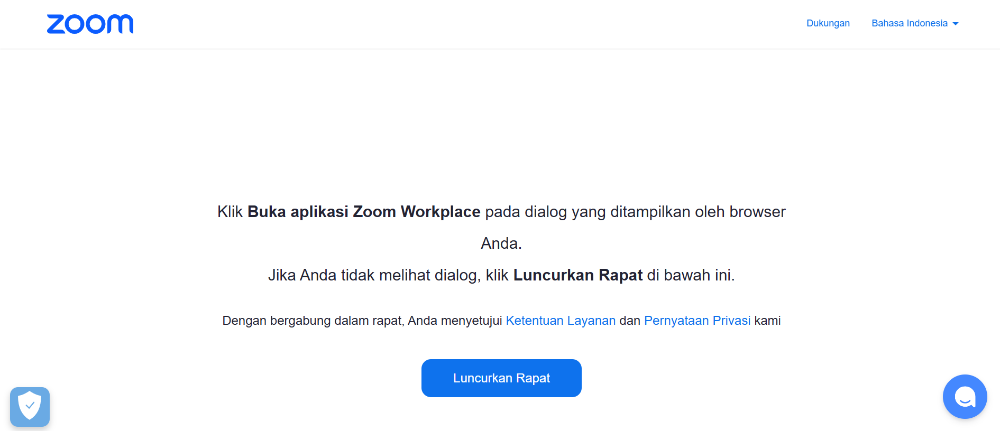 zoom
Dukungan
Bahasa Indonesia
Klik Buka aplikasi Zoom Workplace pada dialog yang ditampilkan oleh browser
Anda.
Jika Anda tidak melihat dialog, klik Luncurkan Rapat di bawah ini.
Dengan bergabung dalam rapat, Anda menyetujui Ketentuan Layanan dan Pernyataan Privasi kami
Luncurkan Rapat